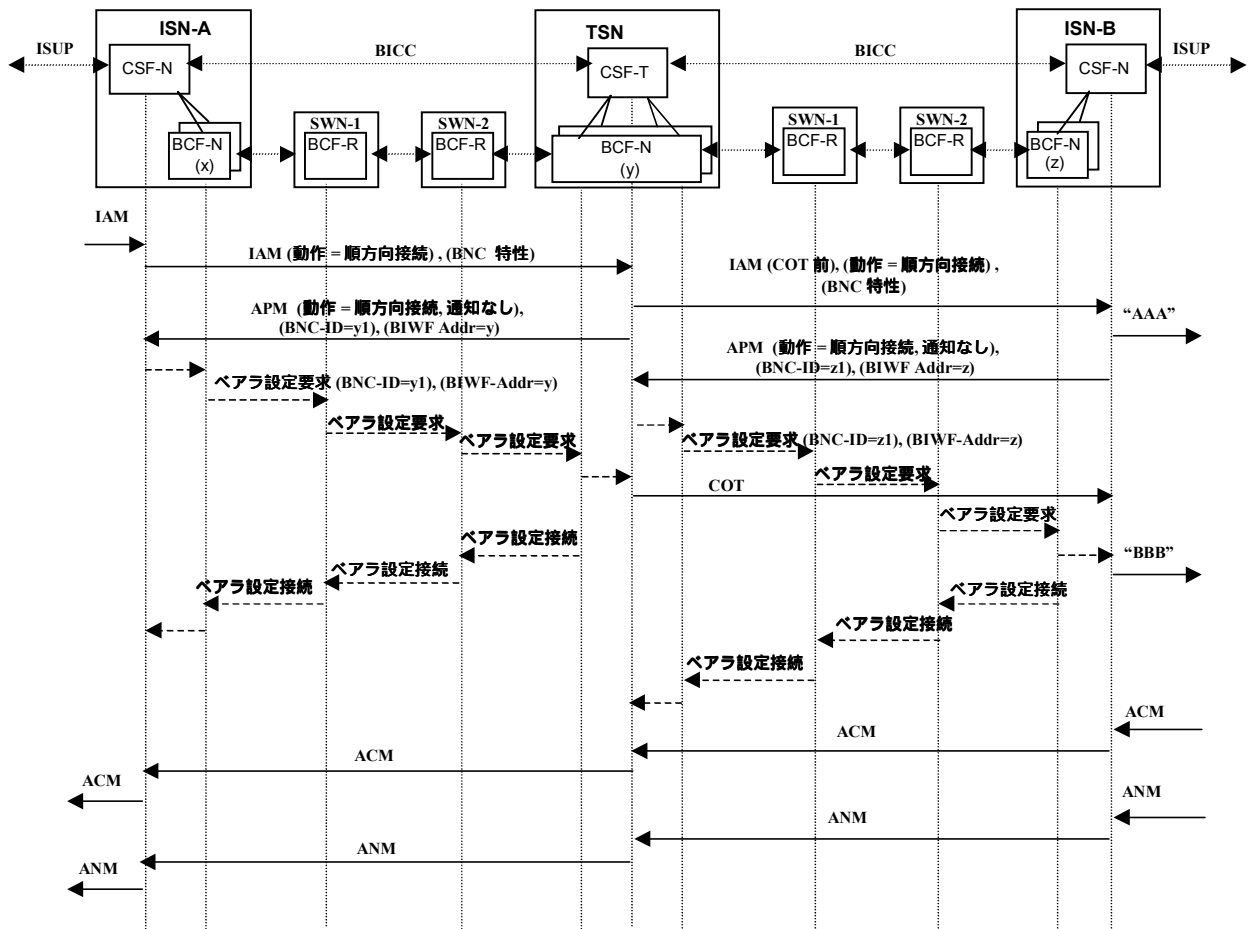 ISN-A
TSN
ISN-B
ISUP
BICC
BICC
ISUP
CSF-N
CSF-T
CSF-N
SWN-1
SWN-2
SWN-1
SWN-2
BCF-N
(x)
BCF-R
BCF-R
BCF-N
(y)
BCF-R
BCF-R
BCF-N
(z)
IAM
IAM (動作 = 順方向接続) , (BNC 特性)
IAM (COT 前), (動作 = 順方向接続) ,
(BNC 特性)
APM (動作 = 順方向接続, 通知なし),
(BNC-ID=y1), (BIWF Addr=y)
“AAA”
APM (動作 = 順方向接続, 通知なし),
(BNC-ID=z1), (BIWF Addr=z)
ベアラ設定要求 (BNC-ID=y1), (BIWF-Addr=y)
ベアラ設定要求
ベアラ設定要求
ベアラ設定要求 (BNC-ID=z1), (BIWF-Addr=z)
ベアラ設定要求
COT
ベアラ設定要求
ベアラ設定接続
“BBB”
ベアラ設定接続
ベアラ設定接続
ベアラ設定接続
ベアラ設定接続
ベアラ設定接続
ACM
ACM
ACM
ACM
ANM
ANM
ANM
ANM